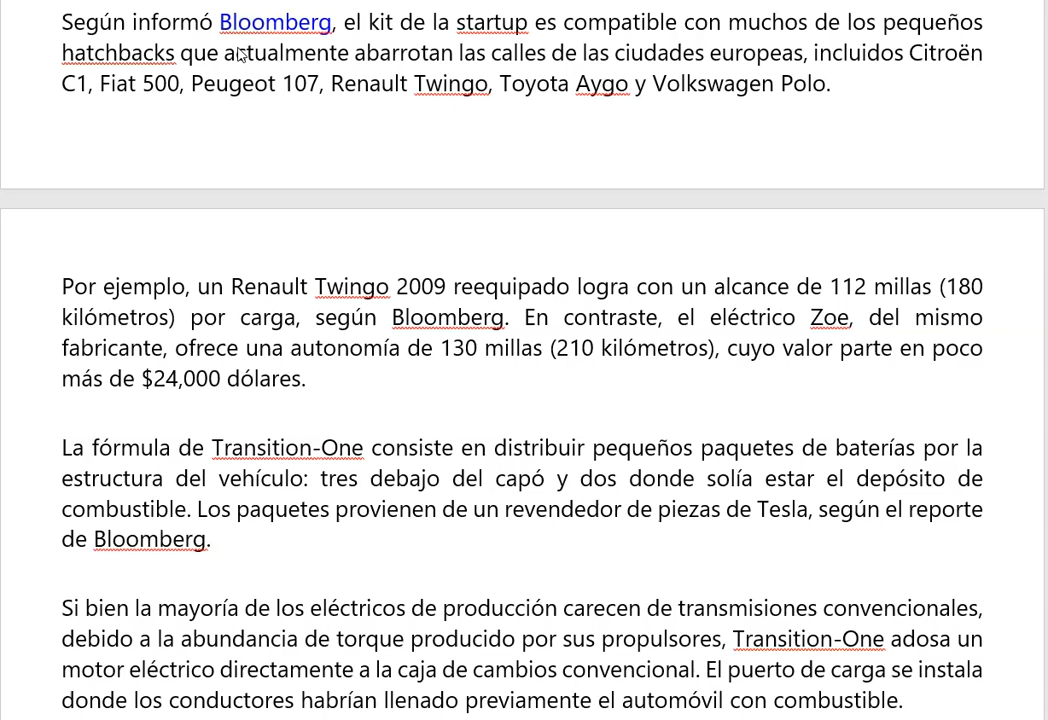 Según informó Bloomberg, el kit de la startup es compatible con muchos de los pequeños
hatchbacks que actualmente abarrotan las calles de las ciudades europeas, incluidos Citroën
C1, Fiat 500, Peugeot 107, Renault Twingo, Toyota Aygo y Volkswagen Polo.
Por ejemplo, un Renault Twingo 2009 reequipado logra con un alcance de 112 millas (180
kilómetros) por carga, según Bloomberg. En contraste, el eléctrico Zoe, del mismo
fabricante, ofrece una autonomía de 130 millas (210 kilómetros), cuyo valor parte en poco
más de $24,000 dólares.
La fórmula de Transition-One consiste en distribuir pequeños paquetes de baterías por la
estructura del vehículo: tres debajo del capó y dos donde solía estar el depósito de
combustible. Los paquetes provienen de un revendedor de piezas de Tesla, según el reporte
de Bloomberg.
Si bien la mayoría de los eléctricos de producción carecen de transmisiones convencionales,
debido a la abundancia de torque producido por sus propulsores, Transition-One adosa un
motor eléctrico directamente a la caja de cambios convencional. El puerto de carga se instala
donde los conductores habrían llenado previamente el automóvil con combustible.